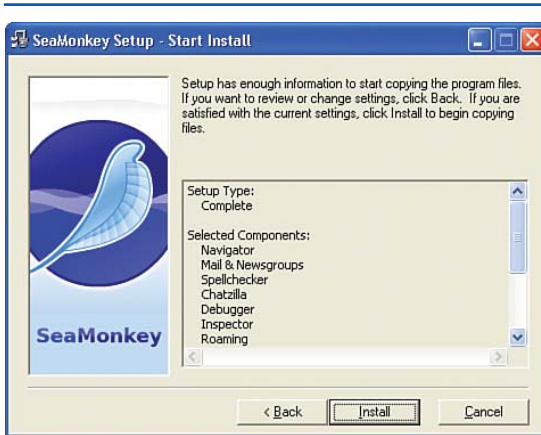 SeaMonkey Setup - Start Install
Setup has enough information to start copying the program files.
If you want to review or change settings, click Back. If you are
satisfied with the current settings, click Install to begin copying
files.
Setup Type:
Complete
Selected Components:
Navigator
Mail & Newsgroups
Spellchecker
Chatzilla
Debugger
Inspector
Roaming
SeaMonkey
< Back
Install
Cancel